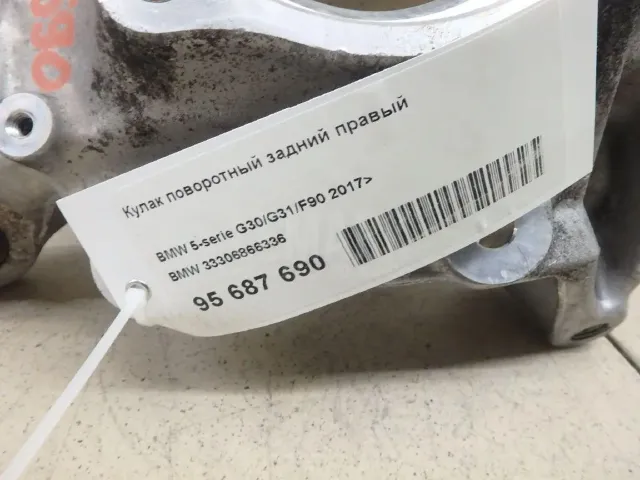 Кулак поворотный задний правый
BMW 5-serie G30/G31/F90 2017>
BMW 33306866336
95 687 690